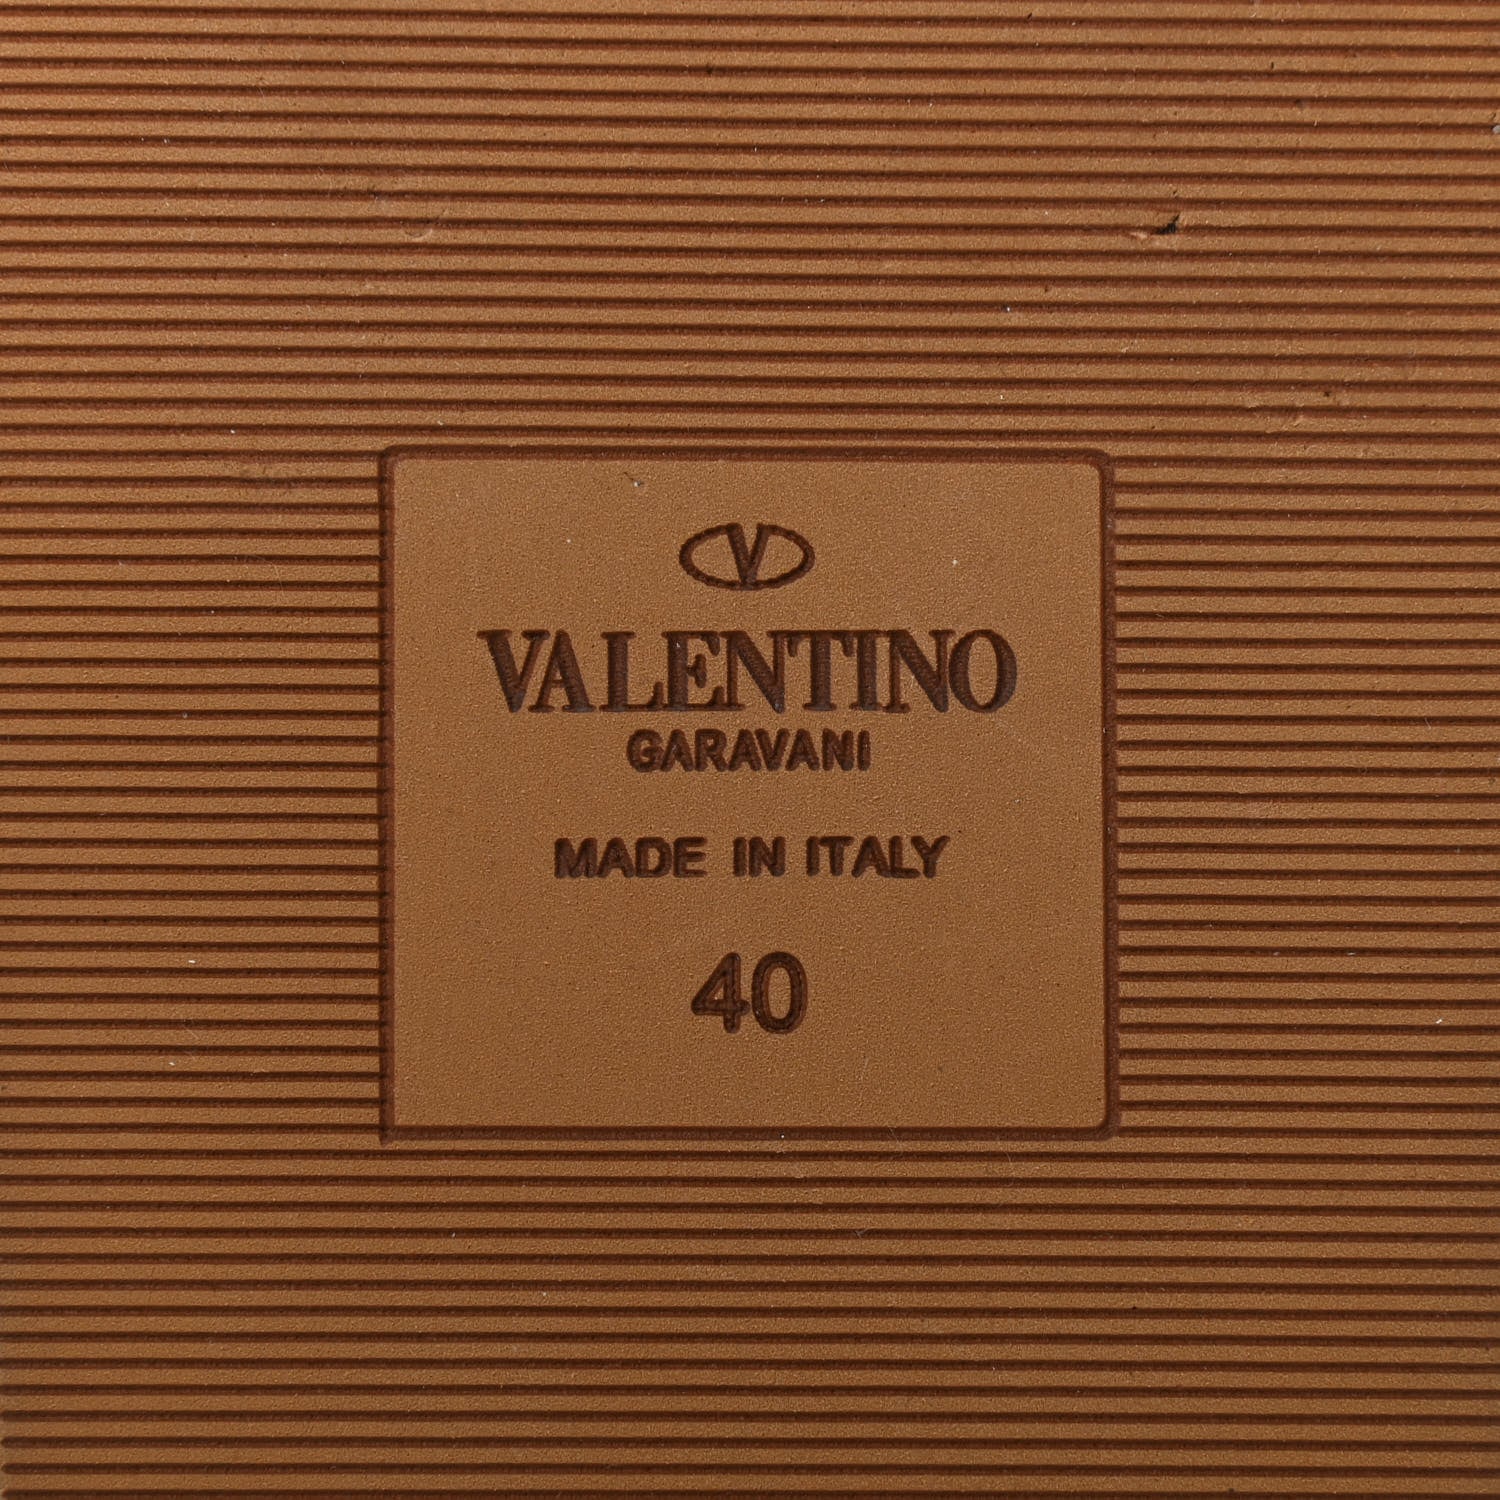 V
VALENTINO
GARAVANI
MADE IN ITALY
40